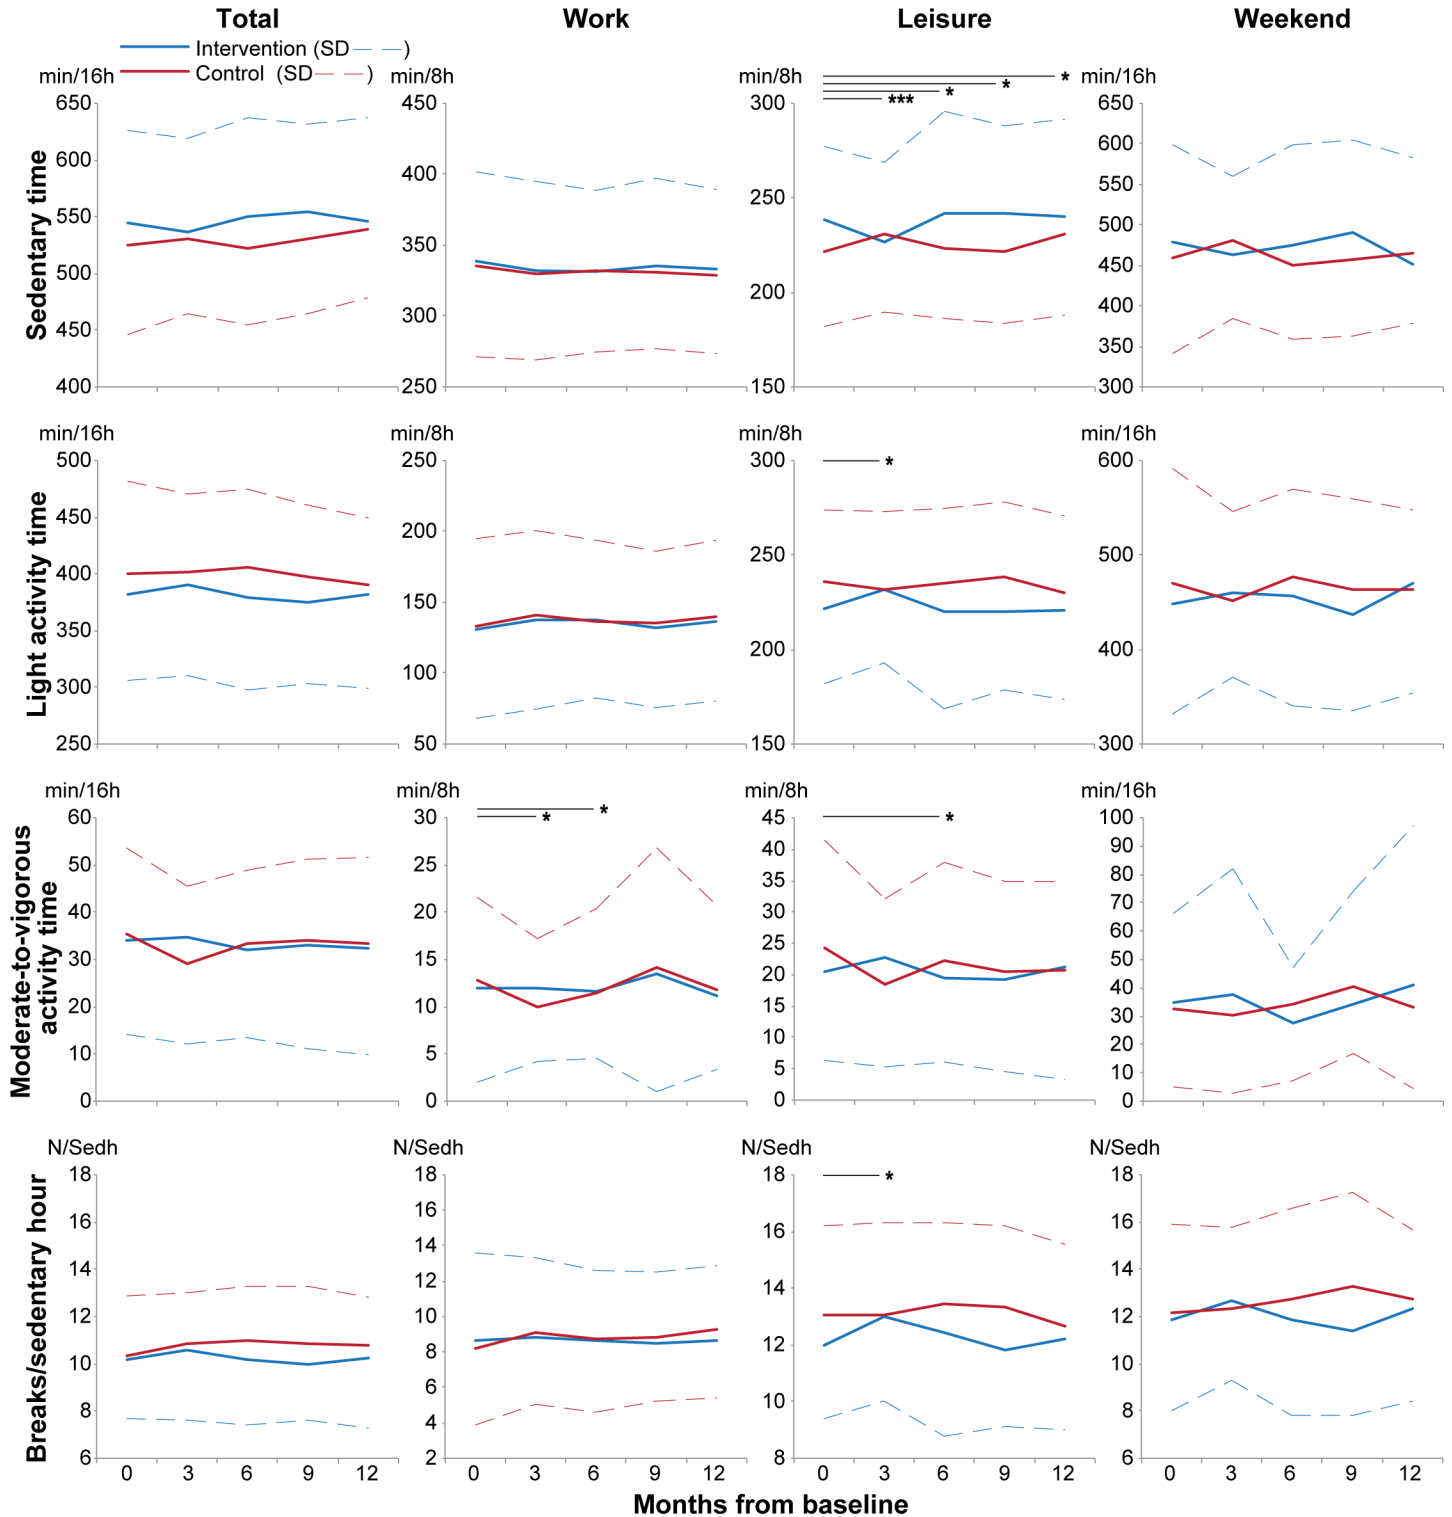 Total Work Leisure Weekend
Intervention (SD — — )
Control (SD — — )
min/16h min/8h min/8h min/16h
*
*
*
***
Sedentary time
650 600 550 500 450 400
450 400 350 300 250
300 250 200 150
650 600 550 500 450 400 350 300
min/16h min/8h min/8h min/16h
*
Light activity time
500 450 400 350 300 250
250 200 150 100 50
300 250 200 150
600 500 400 300
min/16h min/8h min/8h min/16h
*
*
*
Moderate-to-vigorous
activity time
60 50 40 30 20 10 0
30 25 20 15 10 5 0
45 40 35 30 25 20 15 10 5 0
100 90 80 70 60 50 40 30 20 10 0
N/Sedh N/Sedh N/Sedh N/Sedh
*
Breaks/sedentary hour
18 16 14 12 10 8 6
18 16 14 12 10 8 6 4 2
18 16 14 12 10 8
18 16 14 12 10 8 6
0 3 6 9 12 0 3 6 9 12 0 3 6 9 12 0 3 6 9 12
Months from baseline